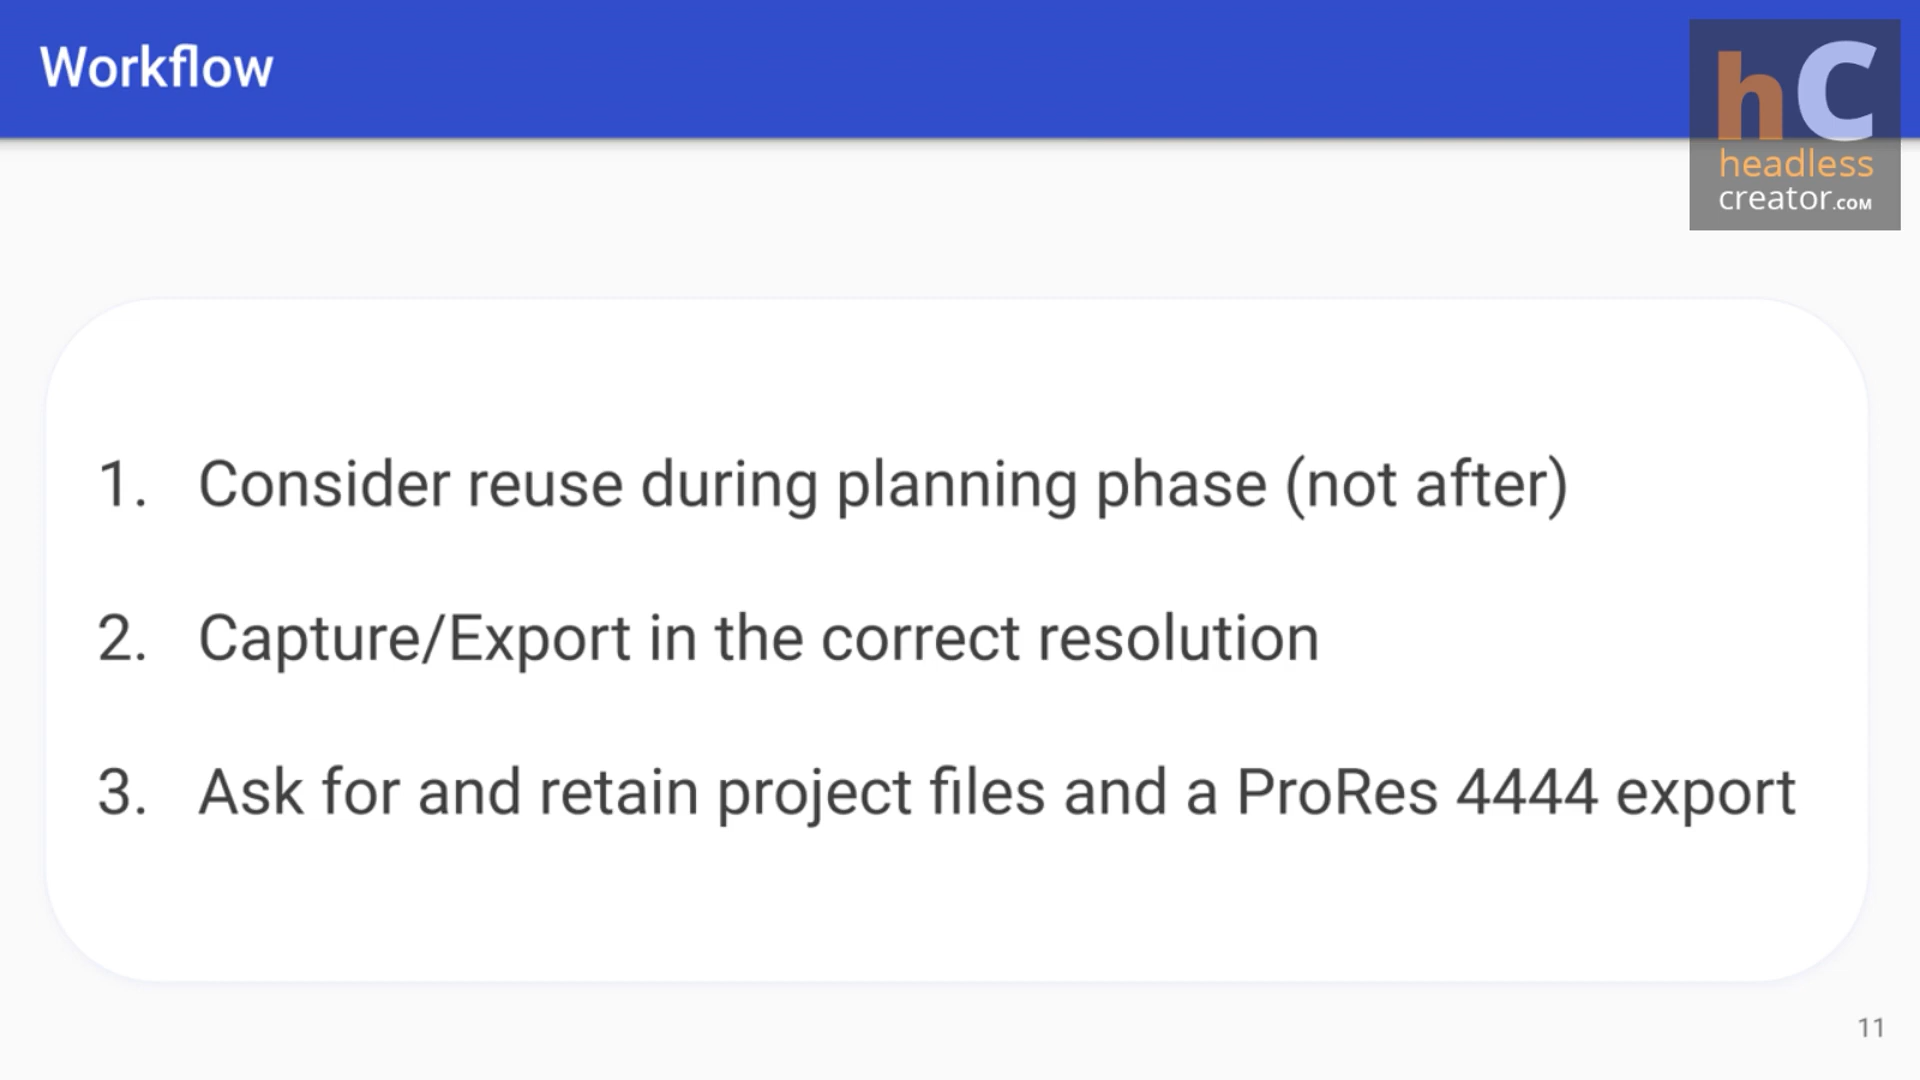 Workflow
hC
headless
creator.COM
1. Consider reuse during planning phase (not after)
2. Capture/Export in the correct resolution
3. Ask for and retain project files and a ProRes 4444 export
11